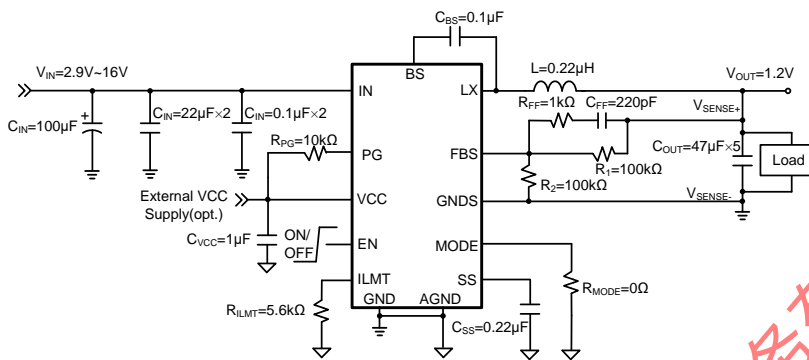 C_BS=0.1µF
V_IN=2.9V~16V
BS
L=0.22µH
V_OUT=1.2V
IN
LX
R_FF=1kΩ
C_FF=220pF
V_SENSE+
C_IN=100µF
+
C_IN=22µF×2
C_IN=0.1µF×2
R_PG=10kΩ
PG
FBS
R_1=100kΩ
C_OUT=47µF×5
Load
R_2=100kΩ
External VCC
Supply(opt.)
VCC
GNDS
V_SENSE-
C_VCC=1µF
ON/
OFF
EN
MODE
ILMT
SS
R_MODE=0Ω
R_ILMT=5.6kΩ
GND
AGND
C_SS=0.22µF